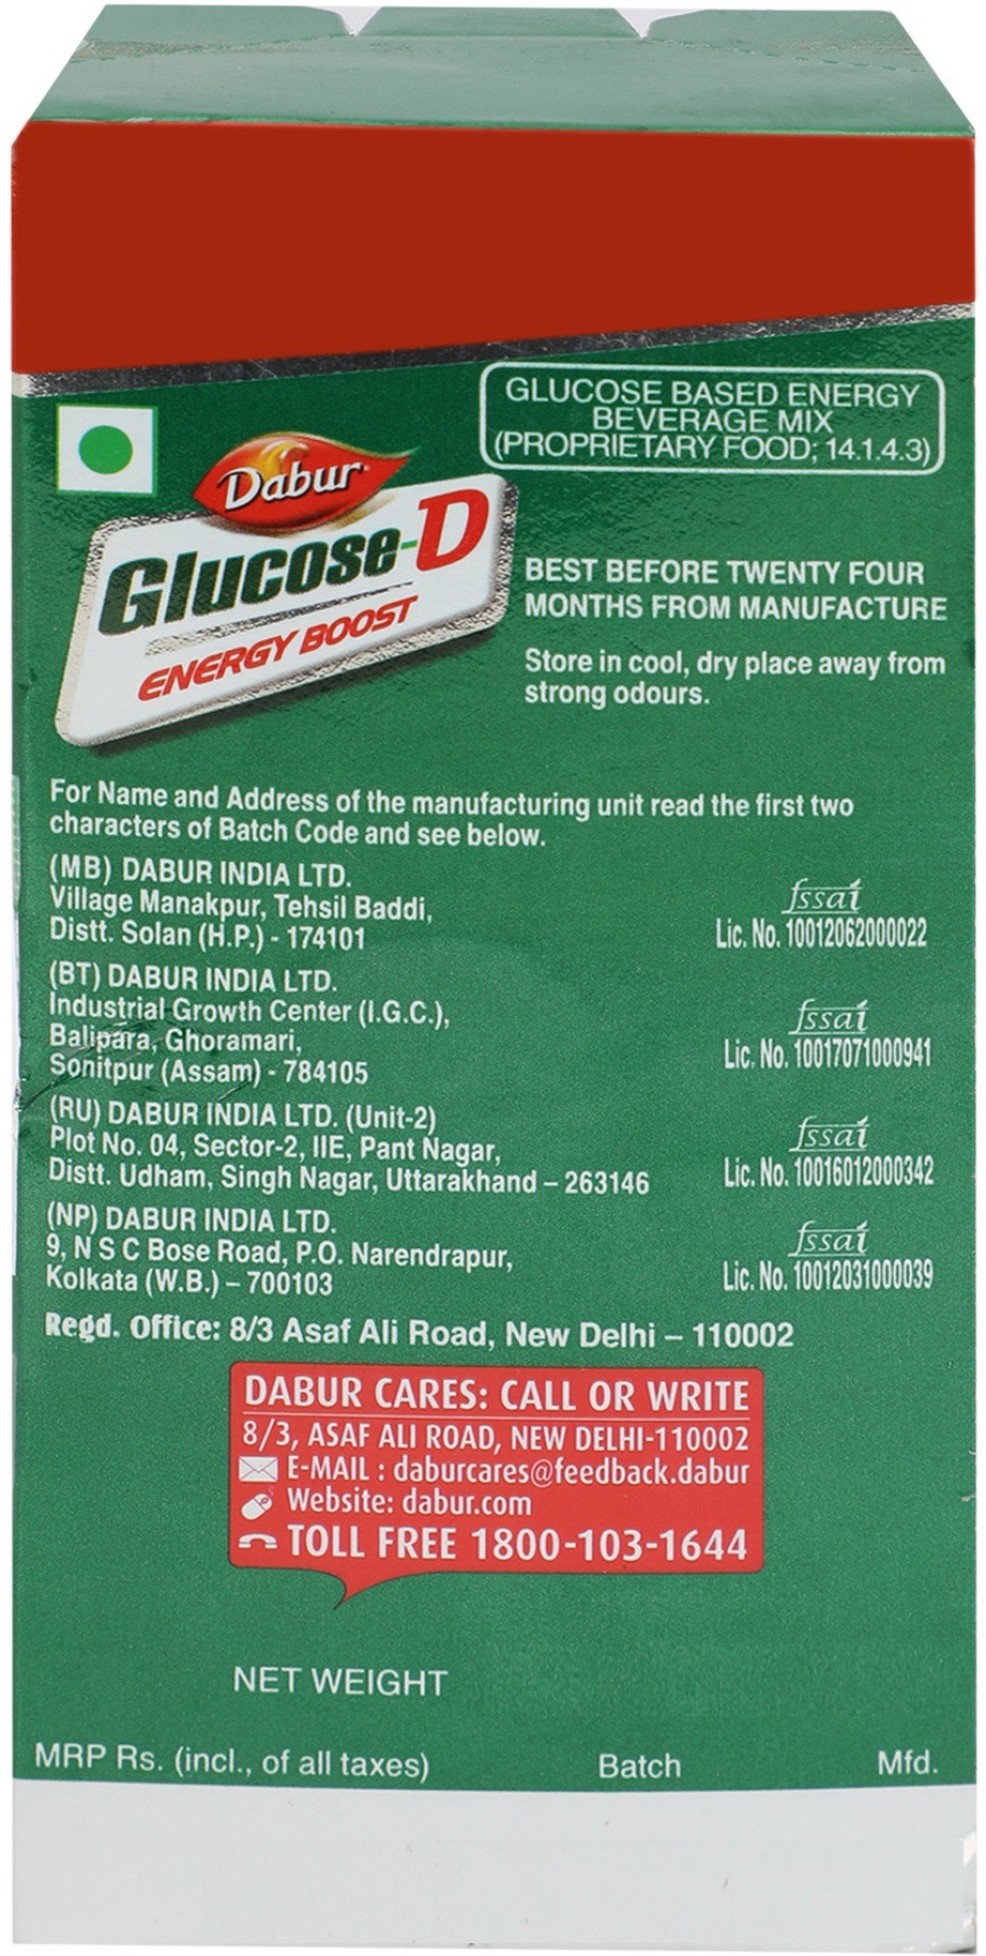 GLUCOSE BASED ENERGY
BEVERAGE MIX
(PROPRIETARY FOOD; 14.1.4.3)
Dabur
Glucose-D
ENERGY BOOST
BEST BEFORE TWENTY FOUR
MONTHS FROM MANUFACTURE
Store in cool, dry place away from
strong odours.
For Name and Address of the manufacturing unit read the first two
characters of Batch Code and see below.
(MB) DABUR INDIA LTD.
Village Manakpur, Tehsil Baddi,
Distt. Solan (H.P.) - 174101
fssai
Lic. No. 10012062000022
(BT) DABUR INDIA LTD.
Industrial Growth Center (I.G.C.),
Balipara, Ghoramari,
Sonitpur (Assam) - 784105
fssai
Lic. No. 10017071000941
(RU) DABUR INDIA LTD. (Unit-2)
Plot No. 04, Sector-2, IIE, Pant Nagar,
Distt. Udham, Singh Nagar, Uttarakhand – 263146
fssai
Lic. No. 10016012000342
(NP) DABUR INDIA LTD.
9, N S C Bose Road, P.O. Narendrapur,
Kolkata (W.B.) – 700103
fssai
Lic. No. 10012031000039
Regd. Office: 8/3 Asaf Ali Road, New Delhi – 110002
DABUR CARES: CALL OR WRITE
8/3, ASAF ALI ROAD, NEW DELHI-110002
E-MAIL : daburcares@feedback.dabur
Website: dabur.com
TOLL FREE 1800-103-1644
NET WEIGHT
MRP Rs. (incl., of all taxes) Batch Mfd.